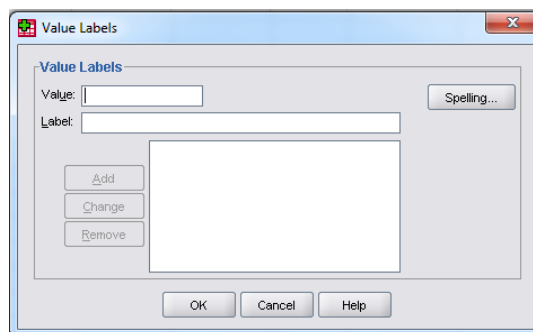 Value Labels
Value Labels
Value:
Spelling...
Label:
Add
Change
Remove
OK Cancel Help